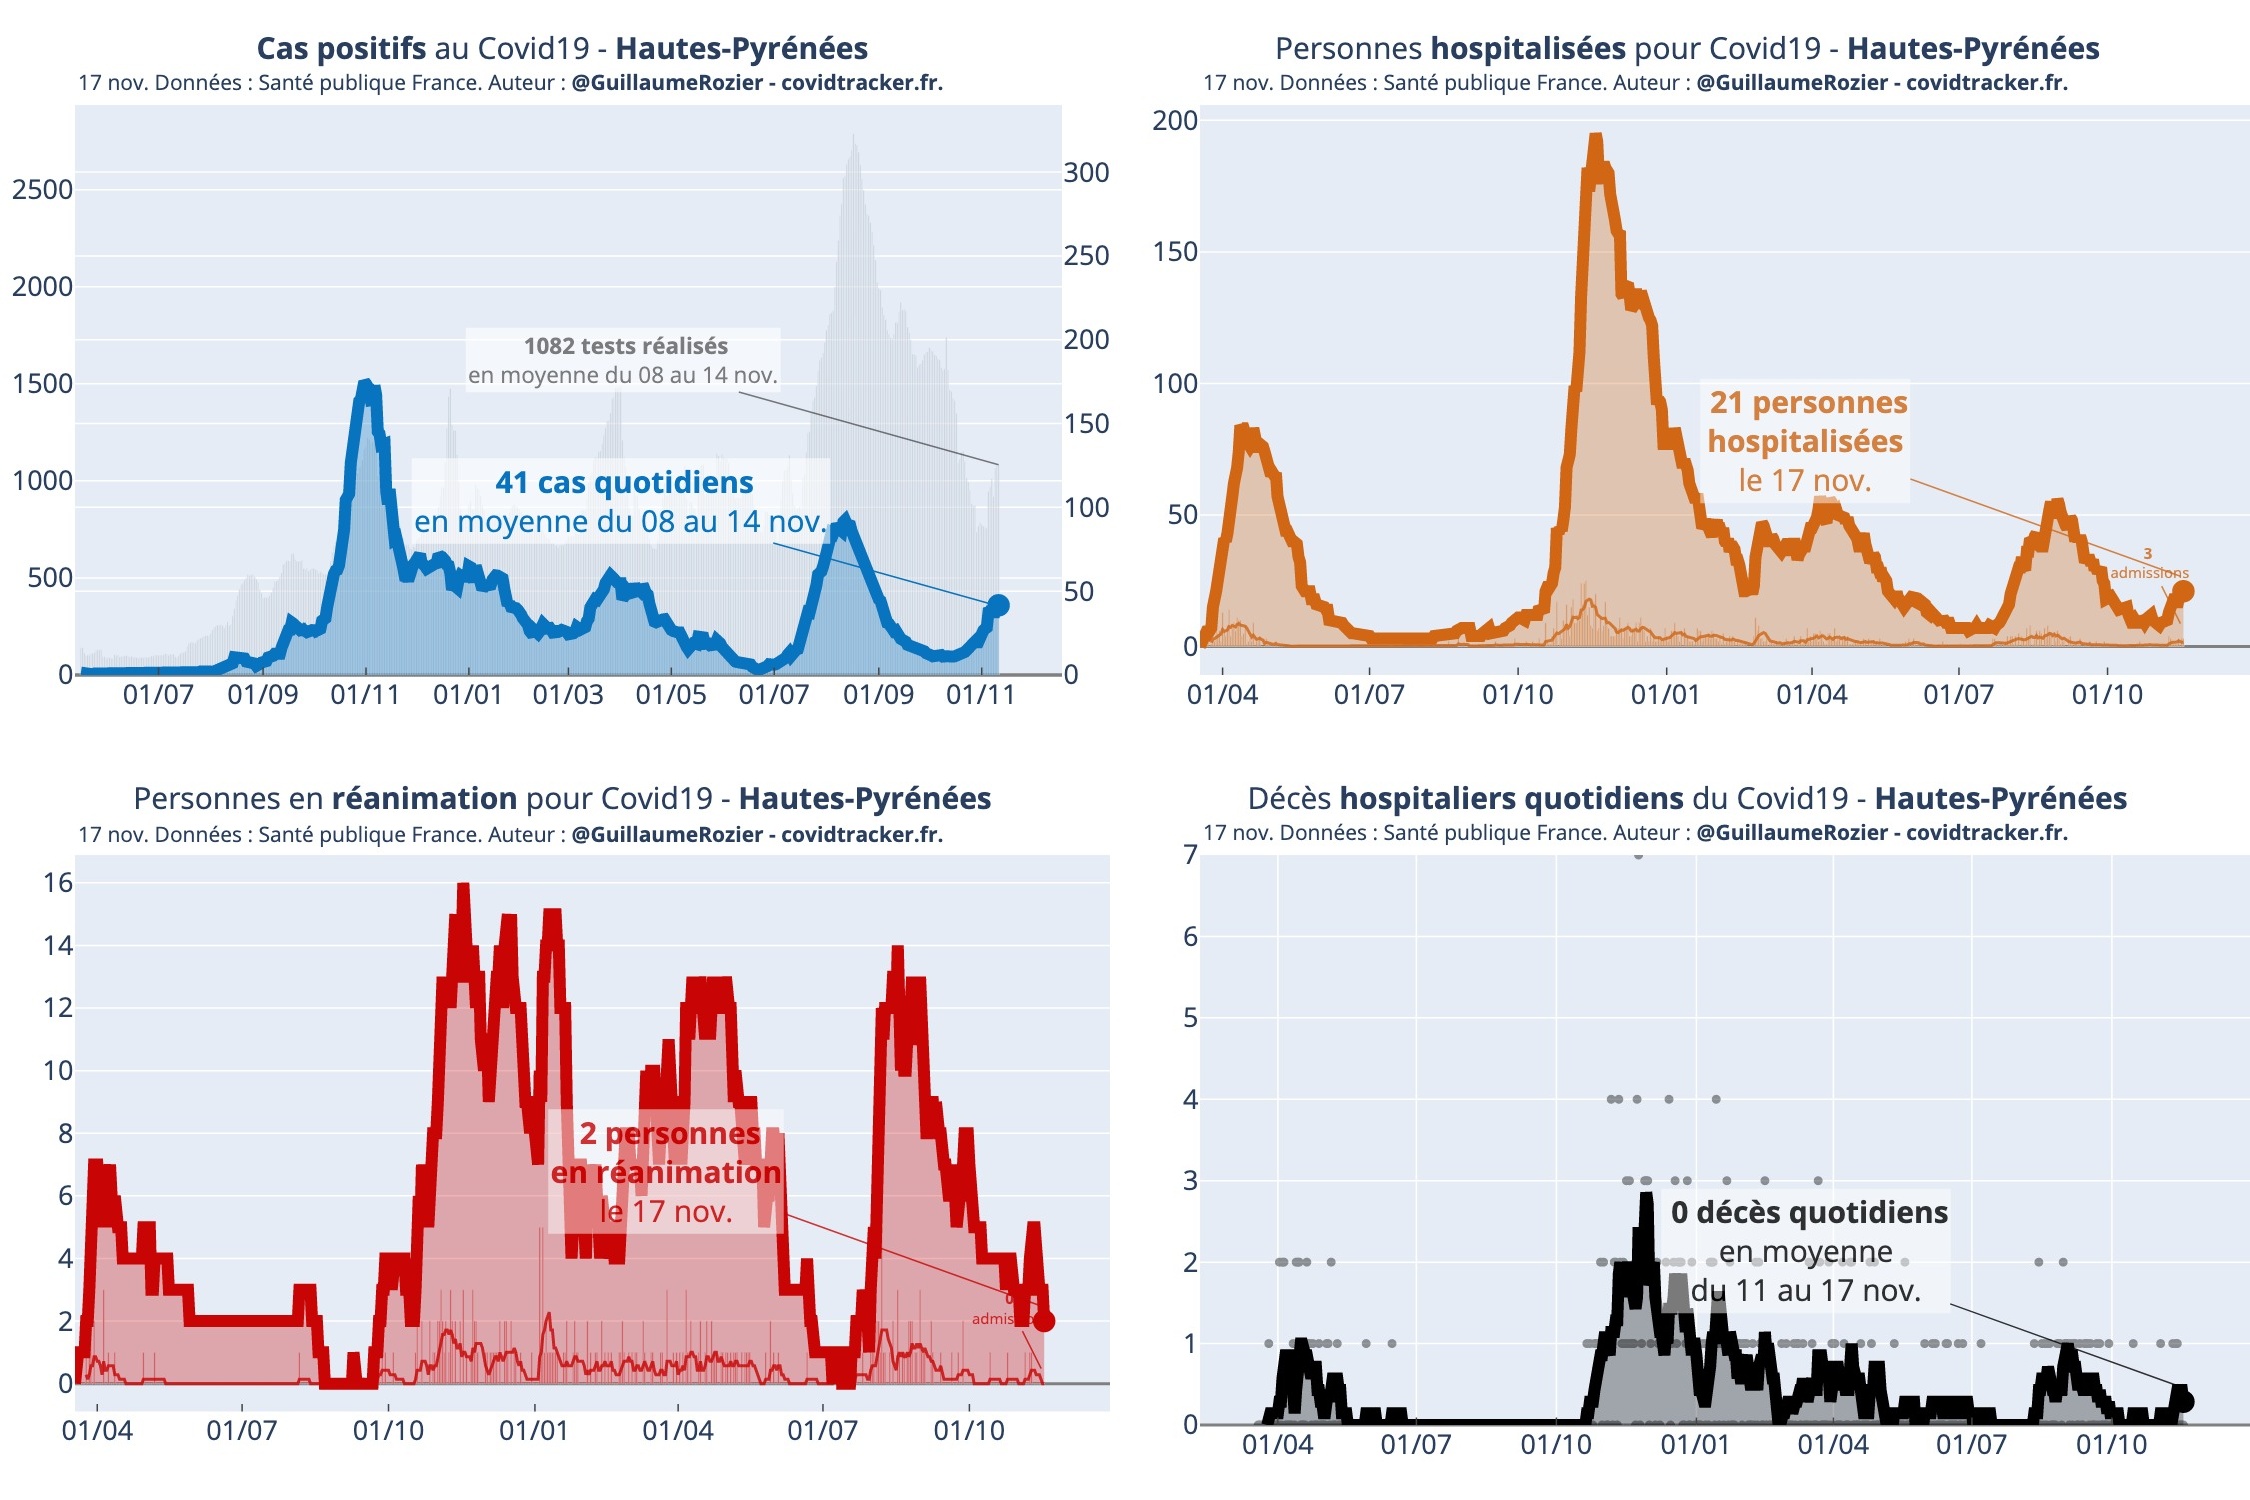 Cas positifs au Covid19 - Hautes-Pyrénées
17 nov. Données : Santé publique France. Auteur : @GuillaumeRozier - covidtracker.fr.
2500
2000
1500
1000
500
0
300
250
200
150
100
50
0
1082 tests réalisés
en moyenne du 08 au 14 nov.
41 cas quotidiens
en moyenne du 08 au 14 nov.
01/07 01/09 01/11 01/01 01/03 01/05 01/07 01/09 01/11
Personnes hospitalisées pour Covid19 - Hautes-Pyrénées
17 nov. Données : Santé publique France. Auteur : @GuillaumeRozier - covidtracker.fr.
200
150
100
50
0
21 personnes
hospitalisées
le 17 nov.
3
admissions
01/04 01/07 01/10 01/01 01/04 01/07 01/10
Personnes en réanimation pour Covid19 - Hautes-Pyrénées
17 nov. Données : Santé publique France. Auteur : @GuillaumeRozier - covidtracker.fr.
16
14
12
10
8
6
4
2
0
2 personnes
en réanimation
le 17 nov.
01/04 01/07 01/10 01/01 01/04 01/07 01/10
Décès hospitaliers quotidiens du Covid19 - Hautes-Pyrénées
17 nov. Données : Santé publique France. Auteur : @GuillaumeRozier - covidtracker.fr.
7
6
5
4
3
2
1
0
0 décès quotidiens
en moyenne
du 11 au 17 nov.
01/04 01/07 01/10 01/01 01/04 01/07 01/10